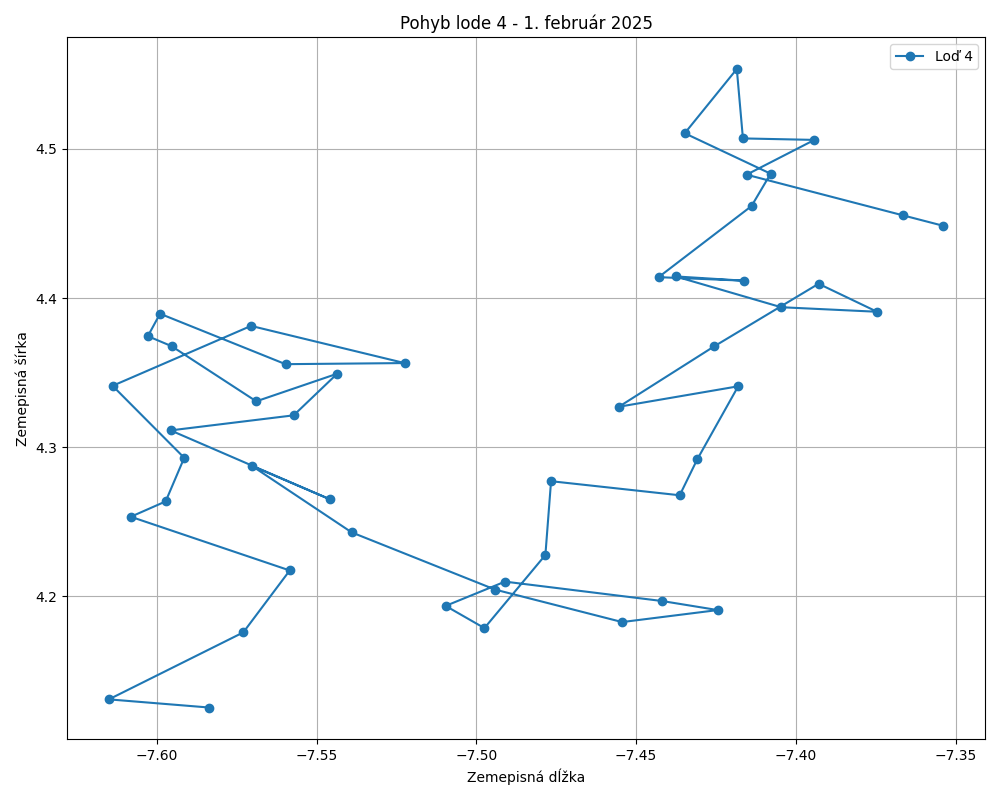 Pohyb lode 4 - 1. február 2025
Loď 4
4.5
4.4
4.3
4.2
Zemepisná šírka
−7.60
−7.55
−7.50
−7.45
−7.40
−7.35
Zemepisná dĺžka